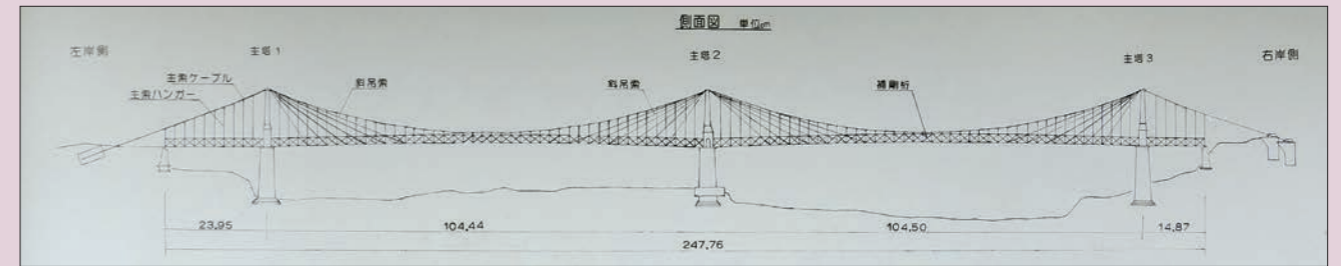 側面図 単位m
左岸側 主塔1 主塔2 主塔3 右岸側
主索ケーブル
主索ハンガー
斜吊索
斜吊索
補剛桁
23.95 104.44 104.50 14.87
247.76